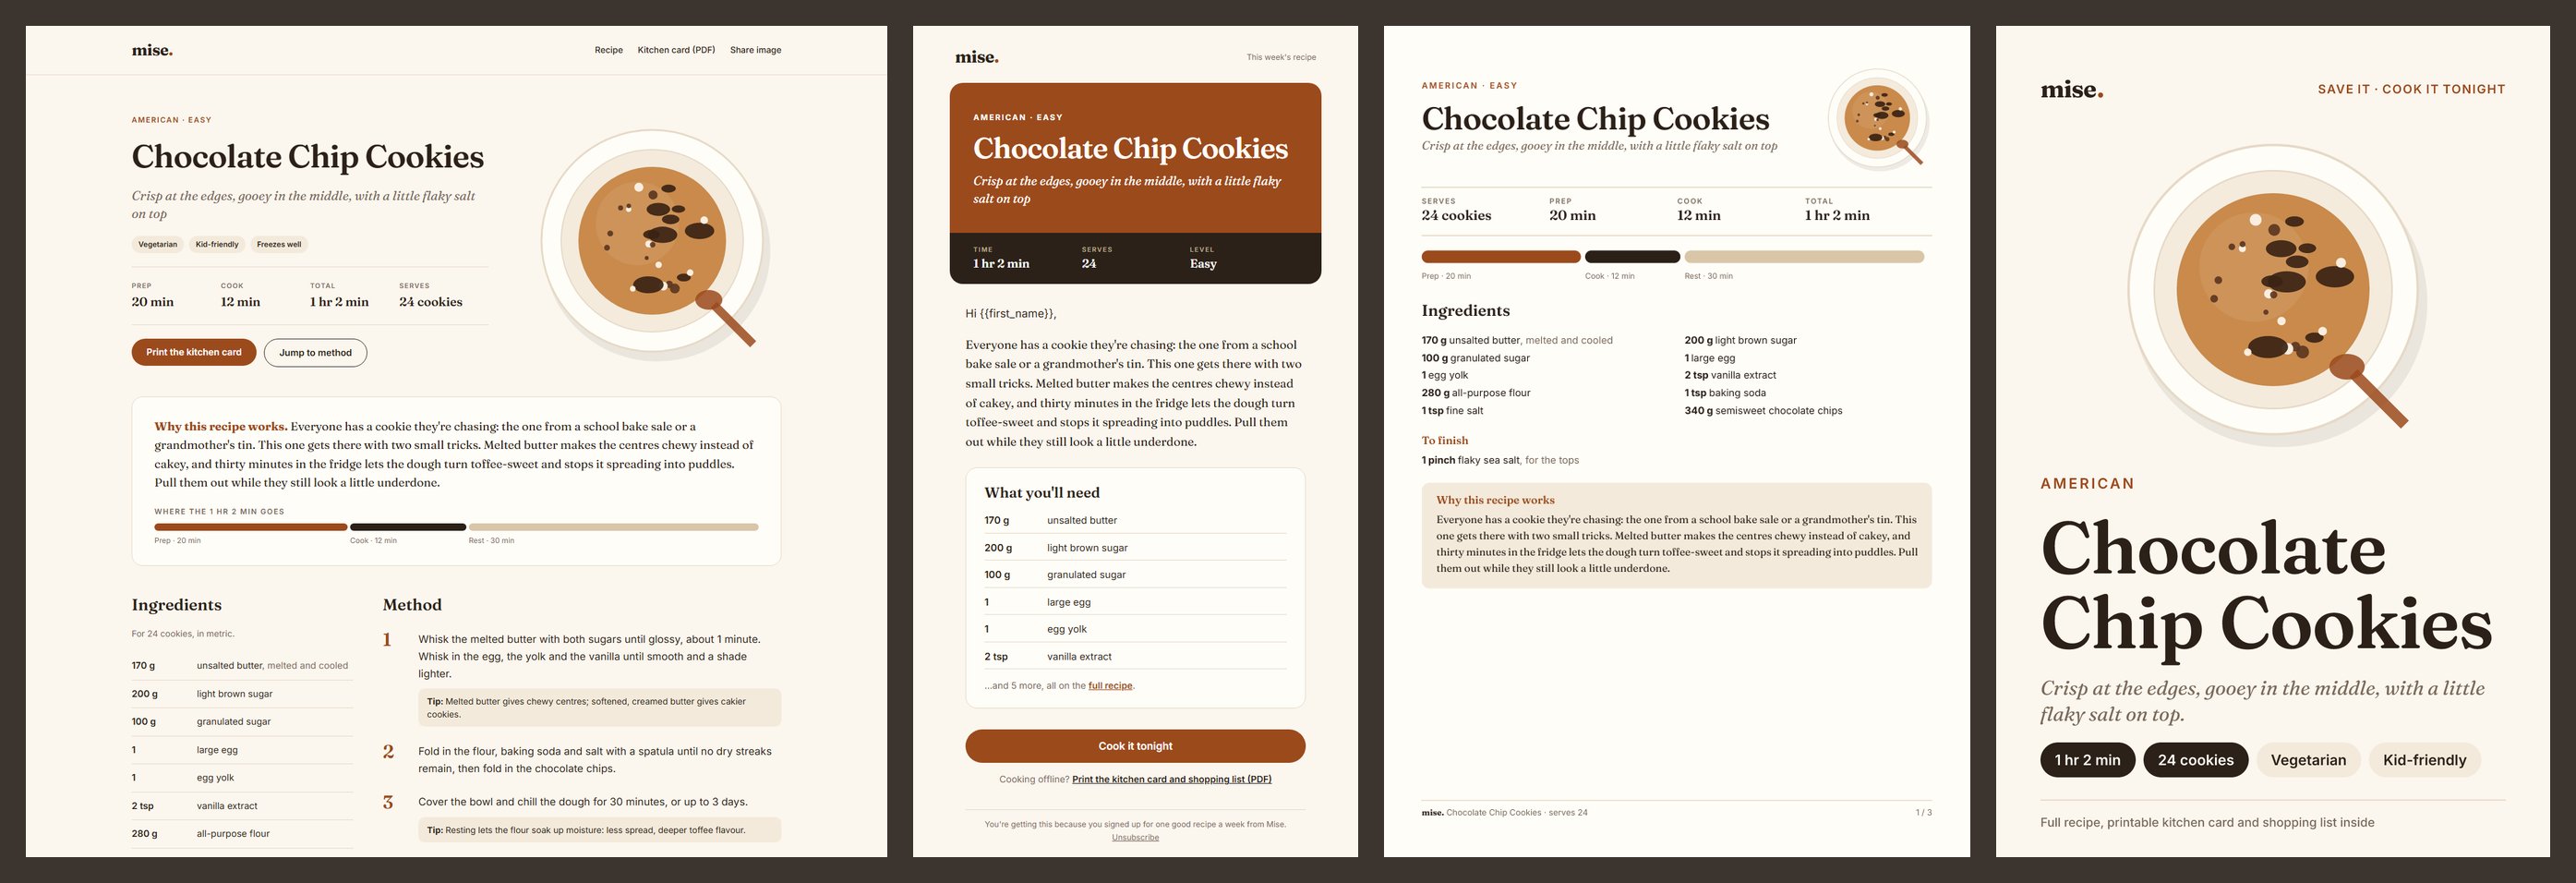 mise.
Recipe Kitchen card (PDF) Share image
AMERICAN · EASY
Chocolate Chip Cookies
Crisp at the edges, gooey in the middle, with a little flaky salt
on top
Vegetarian Kid-friendly Freezes well
PREP COOK TOTAL SERVES
20 min 12 min 1 hr 2 min 24 cookies
Print the kitchen card Jump to method
Why this recipe works. Everyone has a cookie they're chasing: the one from a school bake sale or a
grandmother's tin. This one gets there with two small tricks. Melted butter makes the centres chewy instead of
cakey, and thirty minutes in the fridge lets the dough turn toffee-sweet and stops it spreading into puddles.
Pull them out while they still look a little underdone.
WHERE THE 1 HR 2 MIN GOES
Prep · 20 min Cook · 12 min Rest · 30 min
Ingredients
For 24 cookies, in metric.
170 g unsalted butter, melted and cooled
200 g light brown sugar
100 g granulated sugar
1 large egg
1 egg yolk
2 tsp vanilla extract
280 g all-purpose flour
Method
1 Whisk the melted butter with both sugars until glossy, about 1 minute.
Whisk in the egg, the yolk and the vanilla until smooth and a shade
lighter.
Tip: Melted butter gives chewy centres; softened, creamed butter gives cakier
cookies.
2 Fold in the flour, baking soda and salt with a spatula until no dry streaks
remain, then fold in the chocolate chips.
3 Cover the bowl and chill the dough for 30 minutes, or up to 3 days.
Tip: Resting lets the flour soak up moisture: less spread, deeper toffee flavour.
mise.
This week's recipe
AMERICAN · EASY
Chocolate Chip Cookies
Crisp at the edges, gooey in the middle, with a little flaky
salt on top
TIME SERVES LEVEL
1 hr 2 min 24 Easy
Hi {{first_name}},
Everyone has a cookie they're chasing: the one from a school
bake sale or a grandmother's tin. This one gets there with two
small tricks. Melted butter makes the centres chewy instead
of cakey, and thirty minutes in the fridge lets the dough turn
toffee-sweet and stops it spreading into puddles. Pull them
out while they still look a little underdone.
What you'll need
170 g unsalted butter
200 g light brown sugar
100 g granulated sugar
1 large egg
1 egg yolk
2 tsp vanilla extract
...and 5 more, all on the full recipe.
Cook it tonight
Cooking offline? Print the kitchen card and shopping list (PDF)
You're getting this because you signed up for one good recipe a week from Mise.
Unsubscribe
AMERICAN · EASY
Chocolate Chip Cookies
Crisp at the edges, gooey in the middle, with a little flaky salt on top
SERVES PREP COOK TOTAL
24 cookies 20 min 12 min 1 hr 2 min
Prep · 20 min Cook · 12 min Rest · 30 min
Ingredients
170 g unsalted butter, melted and cooled 200 g light brown sugar
100 g granulated sugar 1 large egg
1 egg yolk 2 tsp vanilla extract
280 g all-purpose flour 1 tsp baking soda
1 tsp fine salt 340 g semisweet chocolate chips
To finish
1 pinch flaky sea salt, for the tops
Why this recipe works
Everyone has a cookie they're chasing: the one from a school bake sale or a grandmother's tin. This
one gets there with two small tricks. Melted butter makes the centres chewy instead of cakey, and
thirty minutes in the fridge lets the dough turn toffee-sweet and stops it spreading into puddles. Pull
them out while they still look a little underdone.
mise. Chocolate Chip Cookies · serves 24 1 / 3
mise.
SAVE IT · COOK IT TONIGHT
AMERICAN
Chocolate
Chip Cookies
Crisp at the edges, gooey in the middle, with a little
flaky salt on top.
1 hr 2 min 24 cookies Vegetarian Kid-friendly
Full recipe, printable kitchen card and shopping list inside